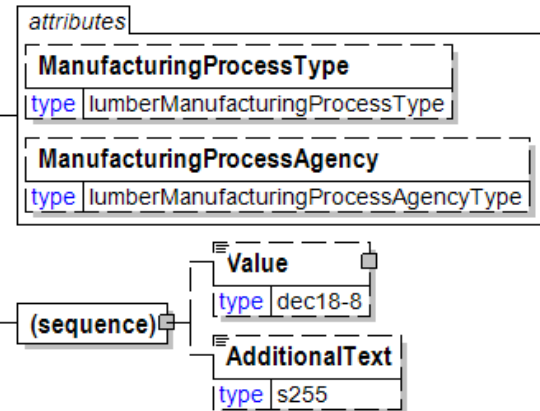 attributes
ManufacturingProcessType
type lumberManufacturingProcessType
ManufacturingProcessAgency
type lumberManufacturingProcessAgencyType
Value
type dec18-8
(sequence)
AdditionalText
type s255